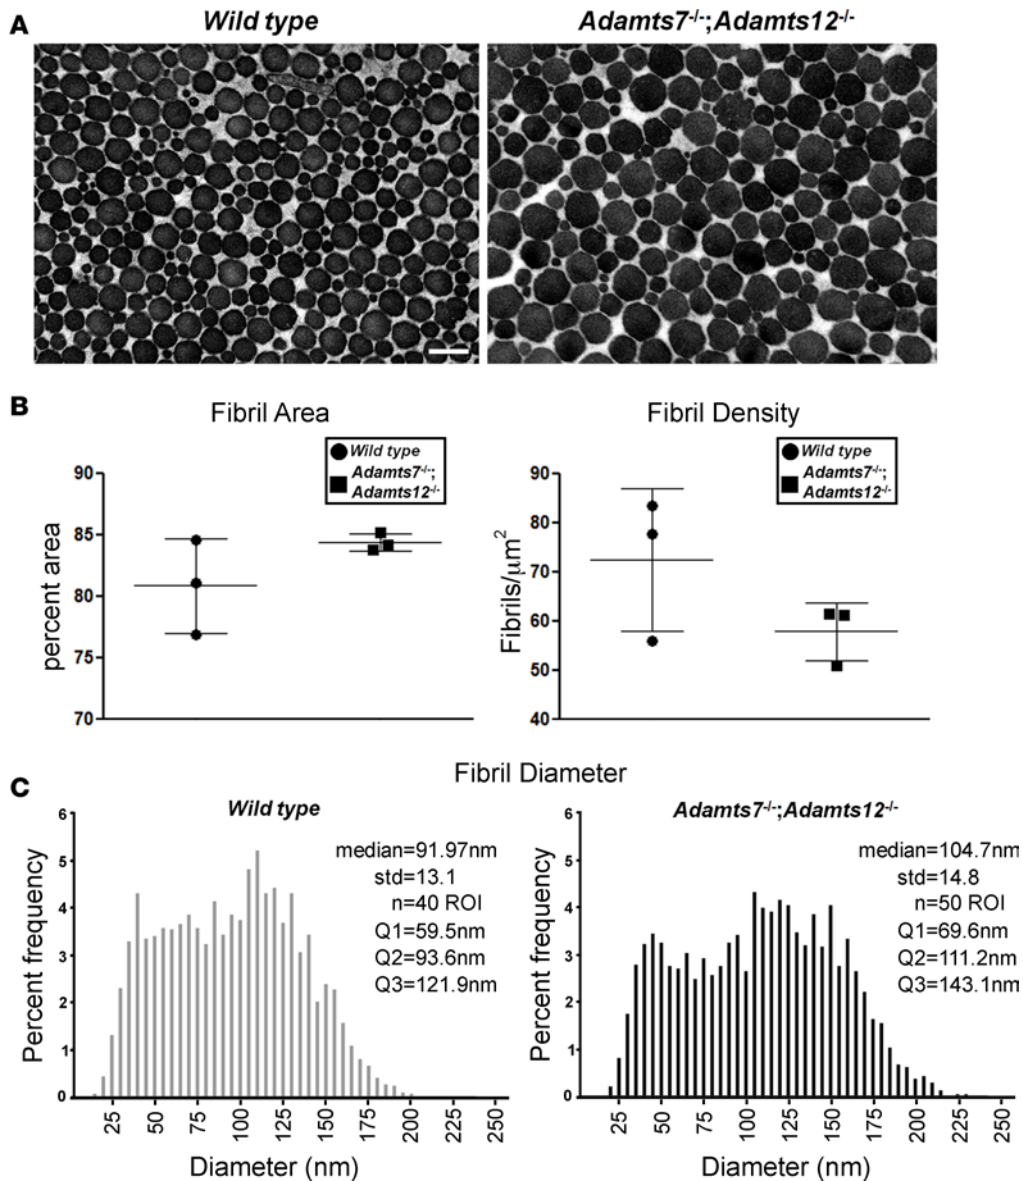 A
Wild type
Adamts7-/-;Adamts12-/-
B
Fibril Area
Fibril Density
Wild type
Adamts7-/-;
Adamts12-/-
Wild type
Adamts7-/-;
Adamts12-/-
percent area
90
85
80
75
70
Fibrils/μm2
90
80
70
60
50
40
Fibril Diameter
C
Wild type
Adamts7-/-;Adamts12-/-
Percent frequency
6
5
4
3
2
1
0
median=91.97nm
std=13.1
n=40 ROI
Q1=59.5nm
Q2=93.6nm
Q3=121.9nm
25
50
75
100
125
150
175
200
225
250
Diameter (nm)
Percent frequency
6
5
4
3
2
1
0
median=104.7nm
std=14.8
n=50 ROI
Q1=69.6nm
Q2=111.2nm
Q3=143.1nm
25
50
75
100
125
150
175
200
225
250
Diameter (nm)